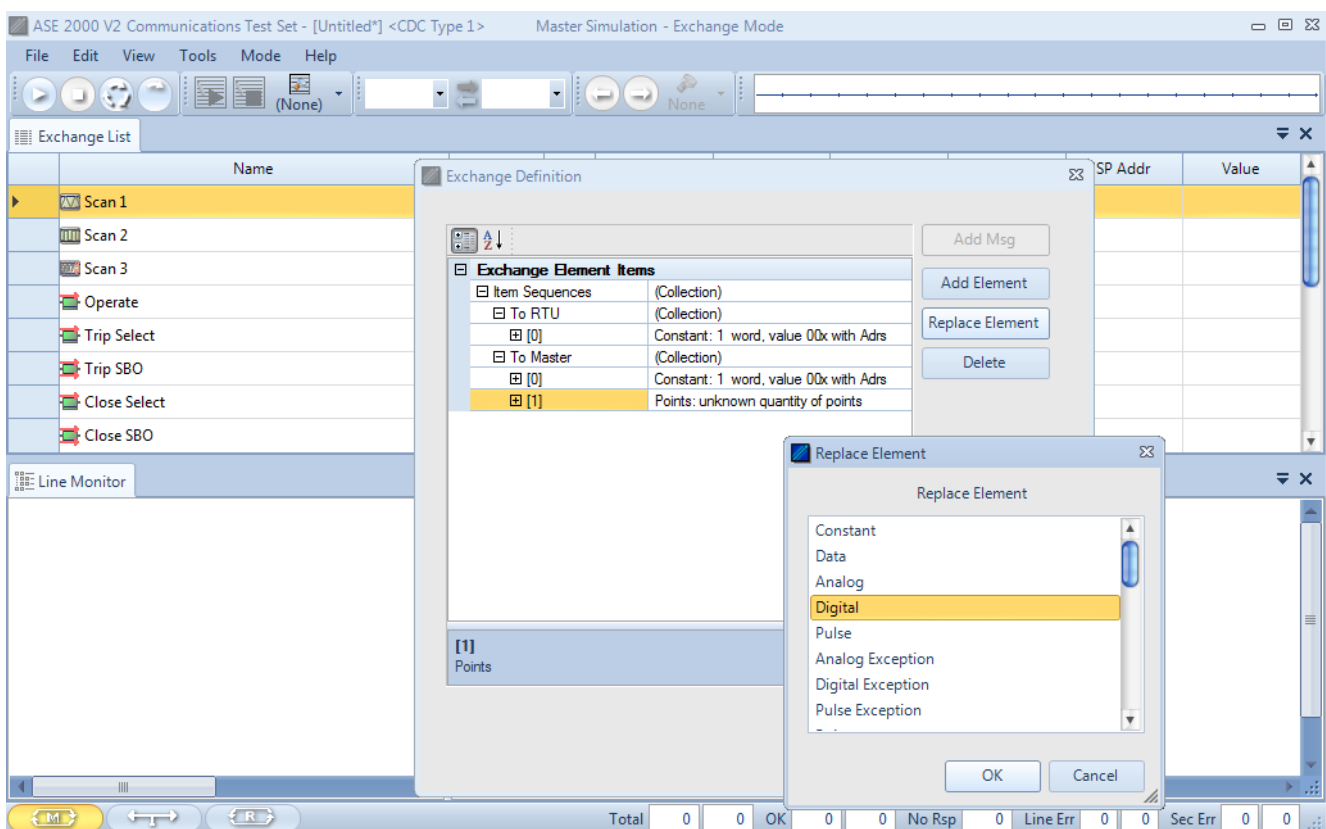 ASE 2000 V2 Communications Test Set - [Untitled*] <CDC Type 1> Master Simulation - Exchange Mode
File Edit View Tools Mode Help
(None) None
Exchange List
Name SP Addr Value
Scan 1
Scan 2
Scan 3
Operate
Trip Select
Trip SBO
Close Select
Close SBO
Exchange Definition
Add Msg
Add Element
Replace Element
Delete
Exchange Element Items
Item Sequences (Collection)
To RTU (Collection)
[0] Constant: 1 word, value 00x with Adrs
To Master (Collection)
[0] Constant: 1 word, value 00x with Adrs
[1] Points: unknown quantity of points
[1]
Points
Line Monitor
Replace Element
Replace Element
Constant
Data
Analog
Digital
Pulse
Analog Exception
Digital Exception
Pulse Exception
OK Cancel
M R
Total 0 0 OK 0 0 No Rsp 0 Line Err 0 0 Sec Err 0 0